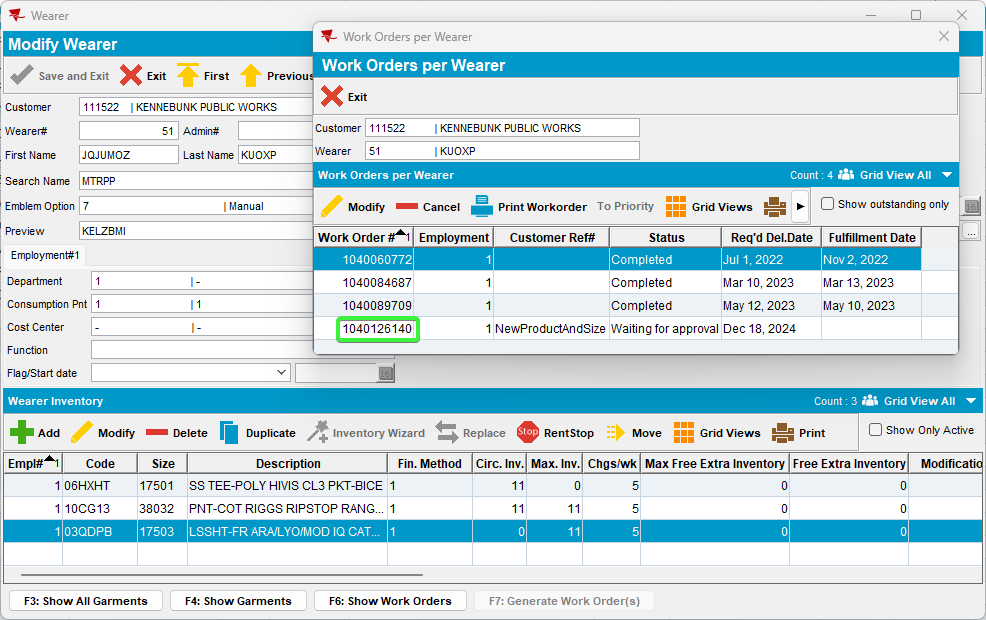 Wearer
Modify Wearer
Save and Exit Exit First Previous
Customer 111522 | KENNEBUNK PUBLIC WORKS
Wearer# 51 Admin#
First Name JQJUMOZ Last Name KUOXP
Search Name MTRPP
Emblem Option 7 | Manual
Preview KELZBMI
Employment#1
Department 1 | -
Consumption Pnt 1 | 1
Cost Center - | -
Function
Flag/Start date 16
16
...
Work Orders per Wearer
Work Orders per Wearer
Exit
Customer 111522 | KENNEBUNK PUBLIC WORKS
Wearer 51 | KUOXP
Work Orders per Wearer Count : 4 Grid View All
Modify Cancel Print Workorder To Priority Grid Views Show outstanding only
Work Order # 1 Employment Customer Ref# Status Req'd Del.Date Fulfillment Date
1040060772 1 Completed Jul 1, 2022 Nov 2, 2022
1040084687 1 Completed Mar 10, 2023 Mar 13, 2023
1040089709 1 Completed May 12, 2023 May 10, 2023
1040126140 1 NewProductAndSize Waiting for approval Dec 18, 2024
Wearer Inventory Count : 3 Grid View All
Add Modify Delete Duplicate Inventory Wizard Replace Stop RentStop Move Grid Views Print Show Only Active
Empl# 1 Code Size Description Fin. Method Circ. Inv. Max. Inv. Chgs/wk Max Free Extra Inventory Free Extra Inventory Modificatio
1 06HXHT 17501 SS TEE-POLY HIVIS CL3 PKT-BICE 1 11 0 5 0 0
1 10CG13 38032 PNT-COT RIGGS RIPSTOP RANG... 1 11 11 5 0 0
1 03QDPB 17503 LSSHT-FR ARA/LYO/MOD IQ CAT... 1 0 11 5 0 0
F3: Show All Garments F4: Show Garments F6: Show Work Orders F7: Generate Work Order(s)